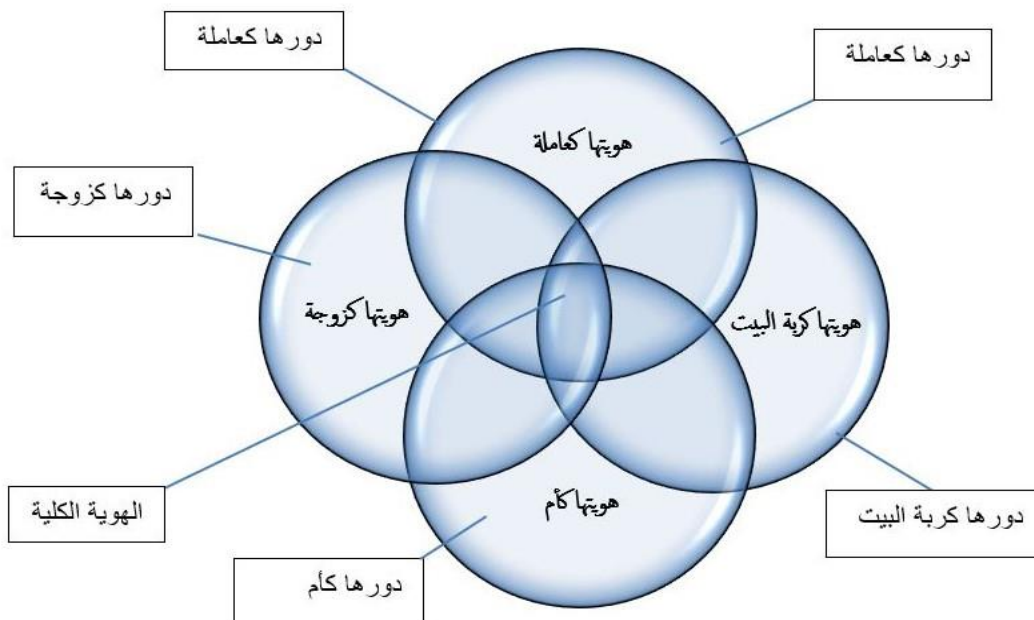 دورها كعاملة
دورها كعاملة
هويتها كعاملة
دورها كزوجة
هويتها كربة البيت
هويتها كزوجة
هويتها كأم
دورها كربة البيت
الهوية الكلية
دورها كأم